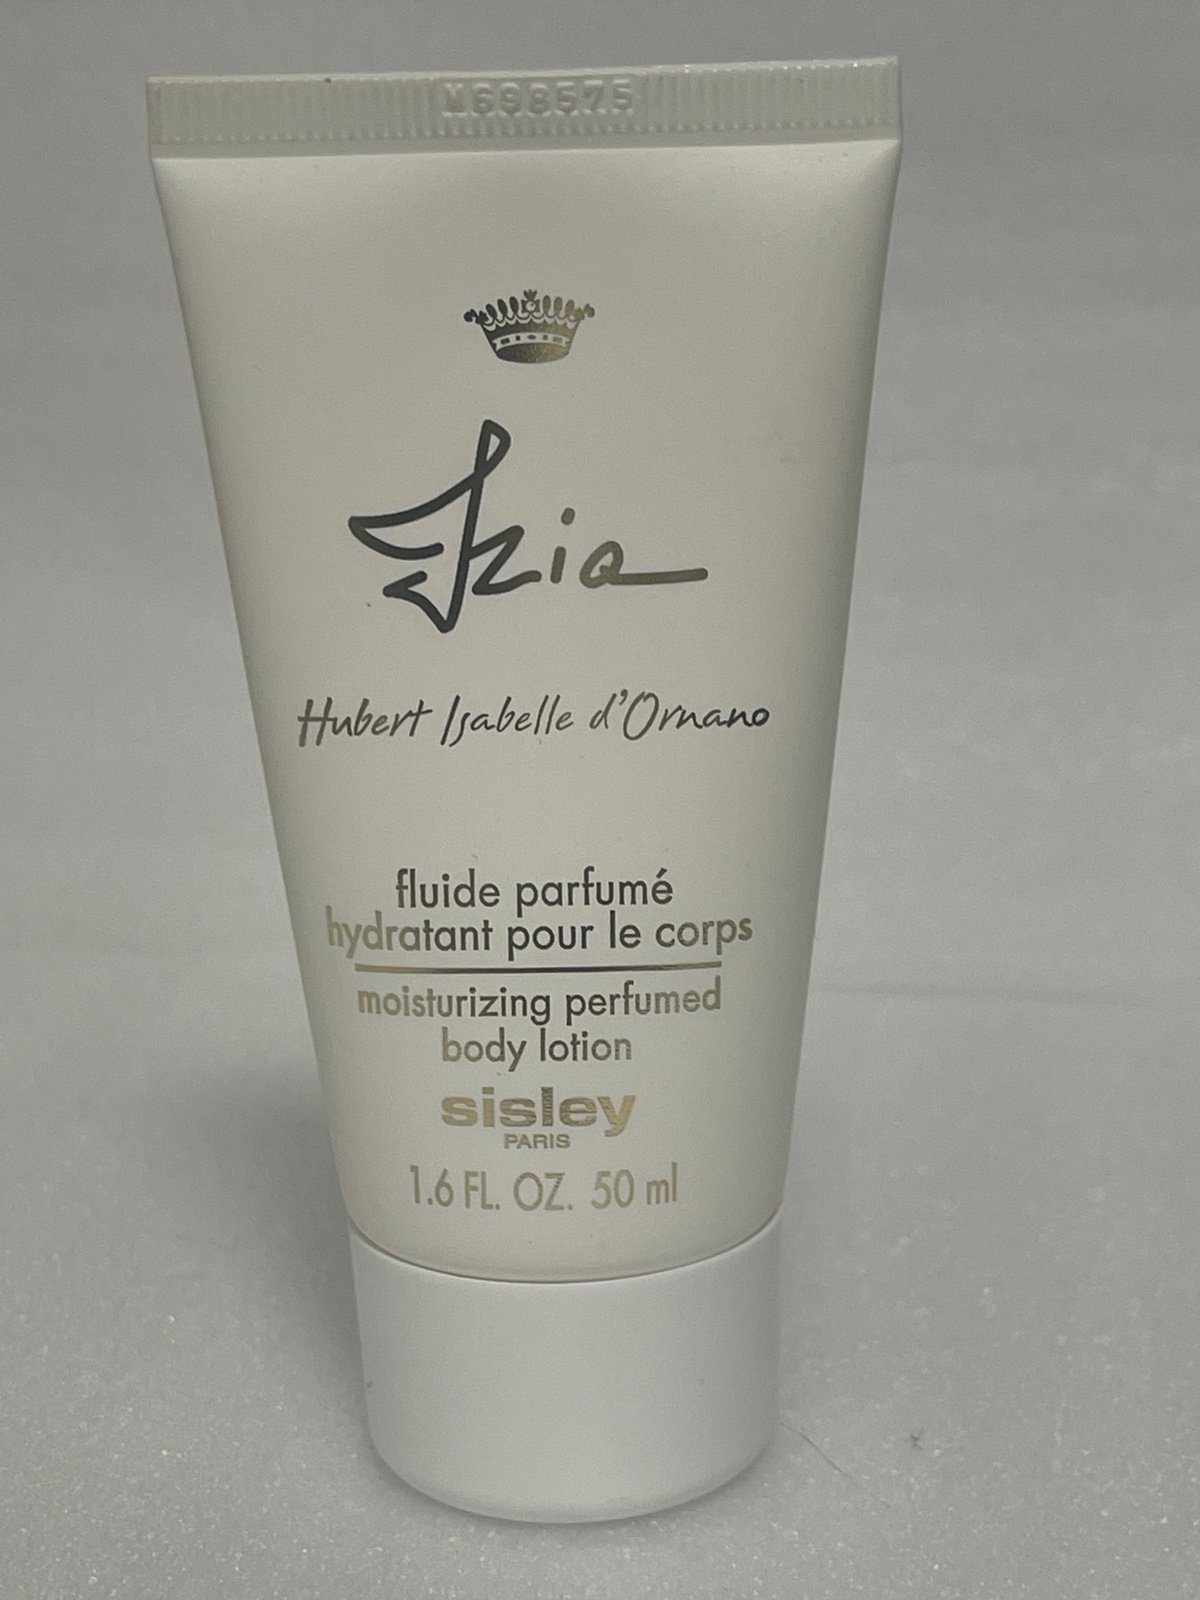 M698575
Izia
Hubert Isabelle d'Ornano
fluide parfumé
hydratant pour le corps
moisturizing perfumed
body lotion
sisley
PARIS
1.6 FL. OZ. 50 ml